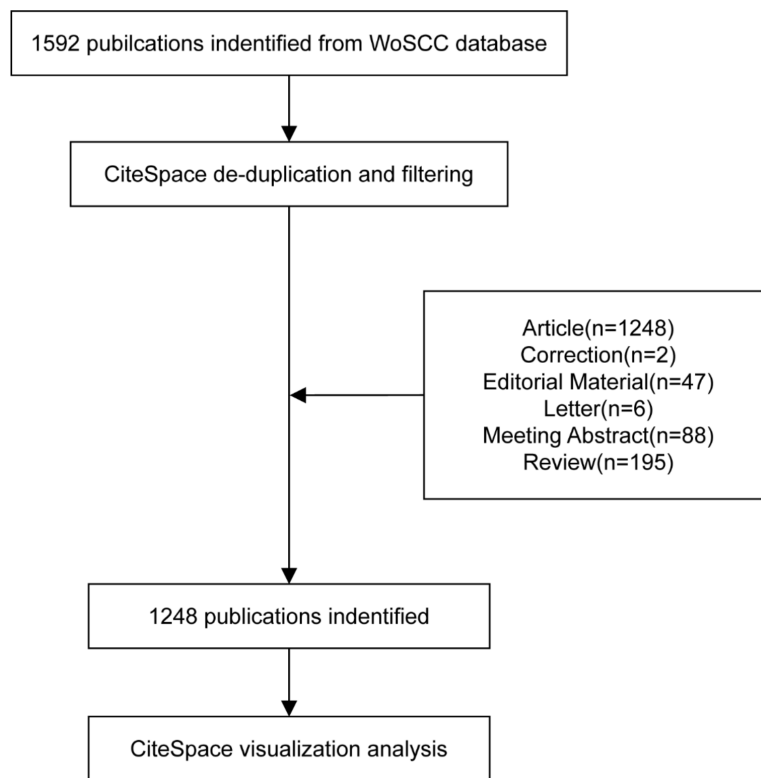 1592 pubilcations indentified from WoSCC database
CiteSpace de-duplication and filtering
Article(n=1248)
Correction(n=2)
Editorial Material(n=47)
Letter(n=6)
Meeting Abstract(n=88)
Review(n=195)
1248 publications indentified
CiteSpace visualization analysis